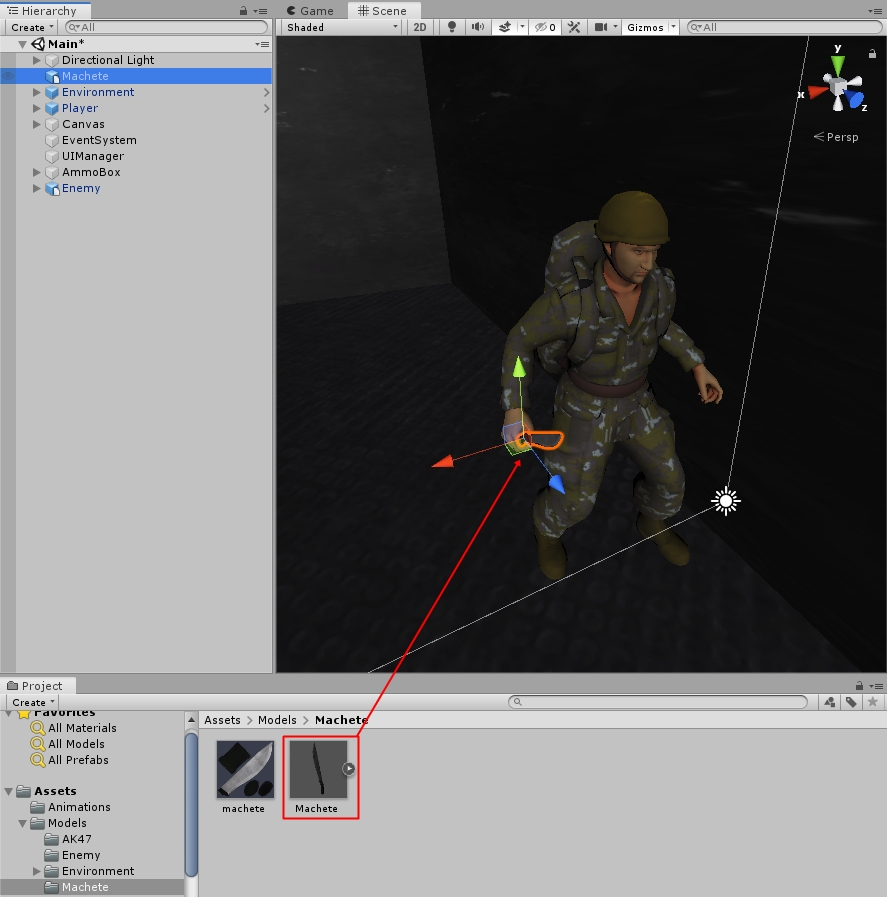 Hierarchy
Create All
Main*
Directional Light
Machete
Environment
Player
Canvas
EventSystem
UIManager
AmmoBox
Enemy
Game Scene
Shaded 2D 0 Gizmos All
y
x
z
Persp
Project
Create
Favorites
All Materials
All Models
All Prefabs
Assets
Animations
Models
AK47
Enemy
Environment
Machete
Assets > Models > Machete
machete
Machete